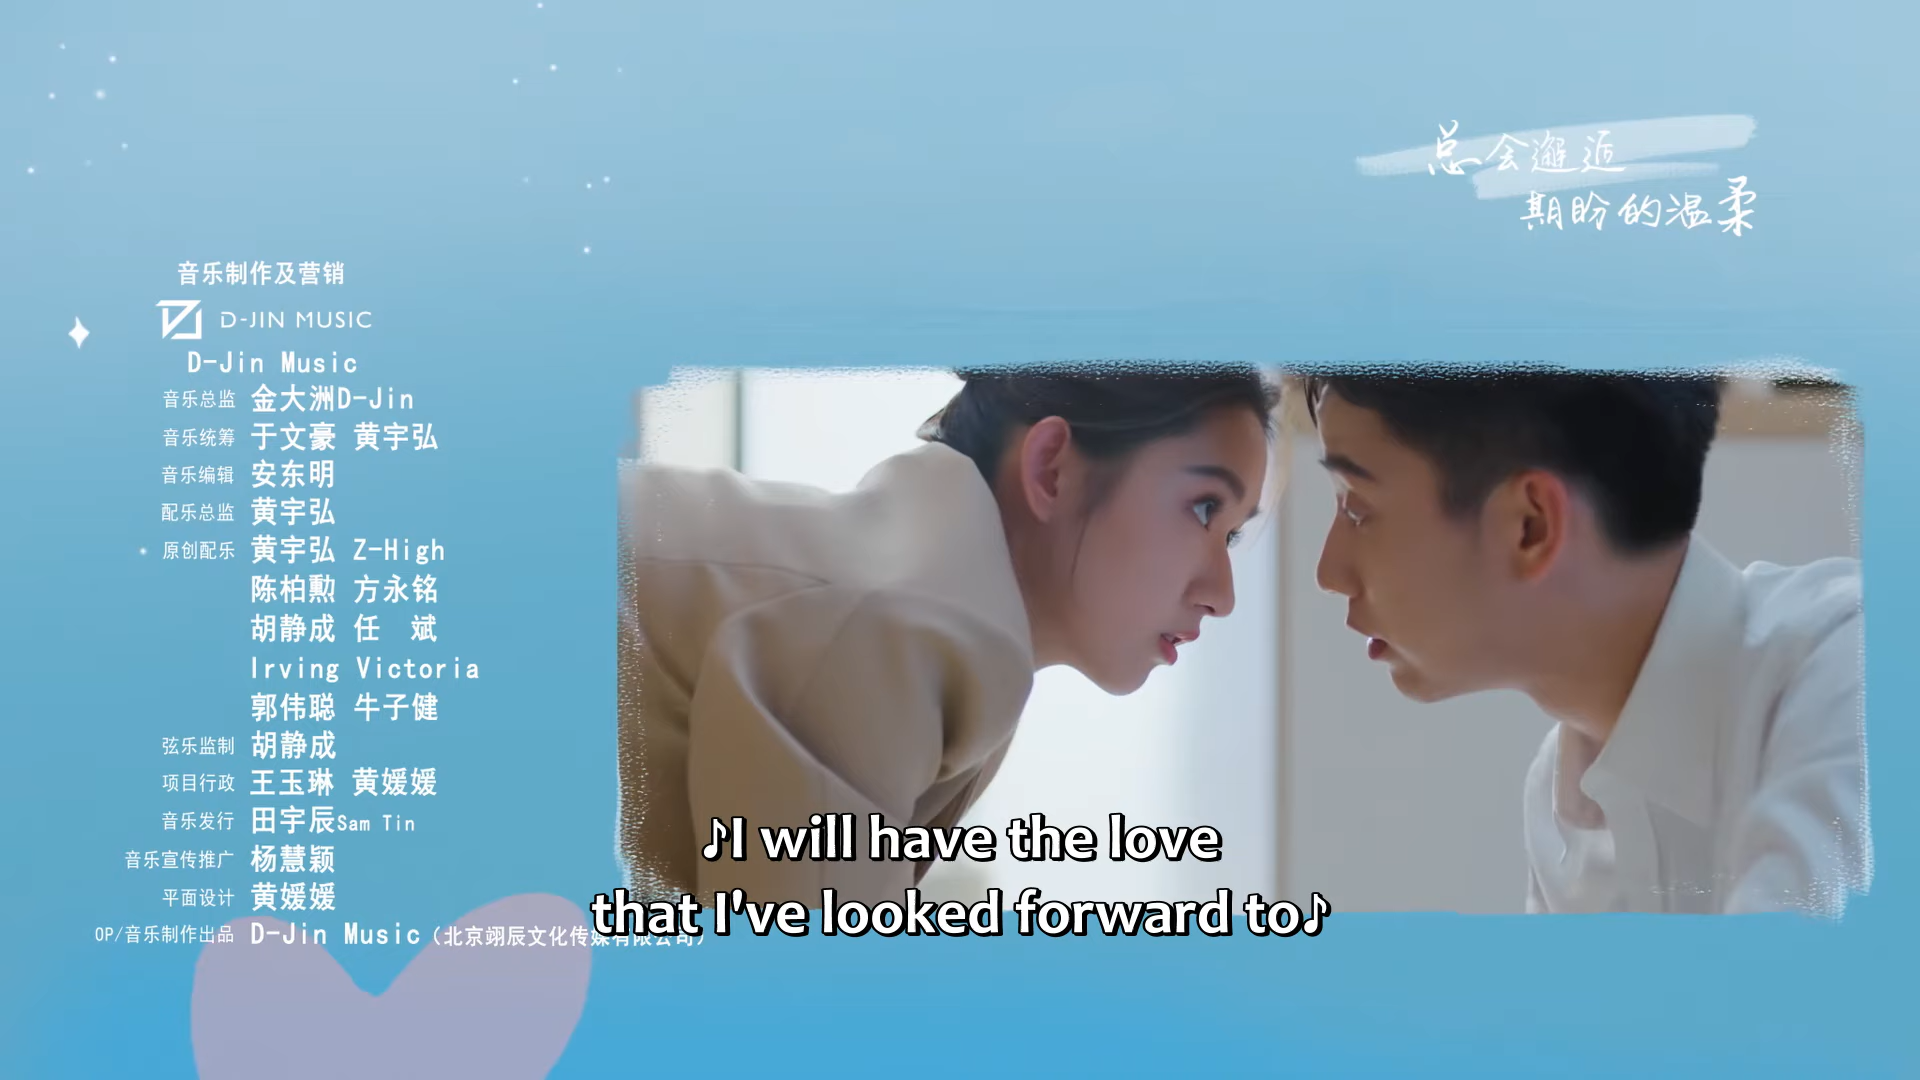 总会邂逅
期盼的温柔
音乐制作及营销
D-JIN MUSIC
D-Jin Music
音乐总监 金大洲D-Jin
音乐统筹 于文豪 黄宇弘
音乐编辑 安东明
配乐总监 黄宇弘
原创配乐 黄宇弘 Z-High
陈柏勳 方永铭
胡静成 任 斌
Irving Victoria
郭伟聪 牛子健
弦乐监制 胡静成
项目行政 王玉琳 黄媛媛
音乐发行 田宇辰Sam Tin
音乐宣传推广 杨慧颖
平面设计 黄媛媛
OP/音乐制作出品 D-Jin Music(北京翊辰文化传媒有限公司)
♪I will have the love
that I've looked forward to♪